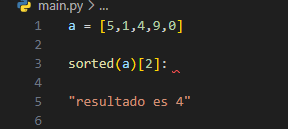 main.py > ...
1 a = [5,1,4,9,0]
2
3 sorted(a)[2]:
4
5 "resultado es 4"
6